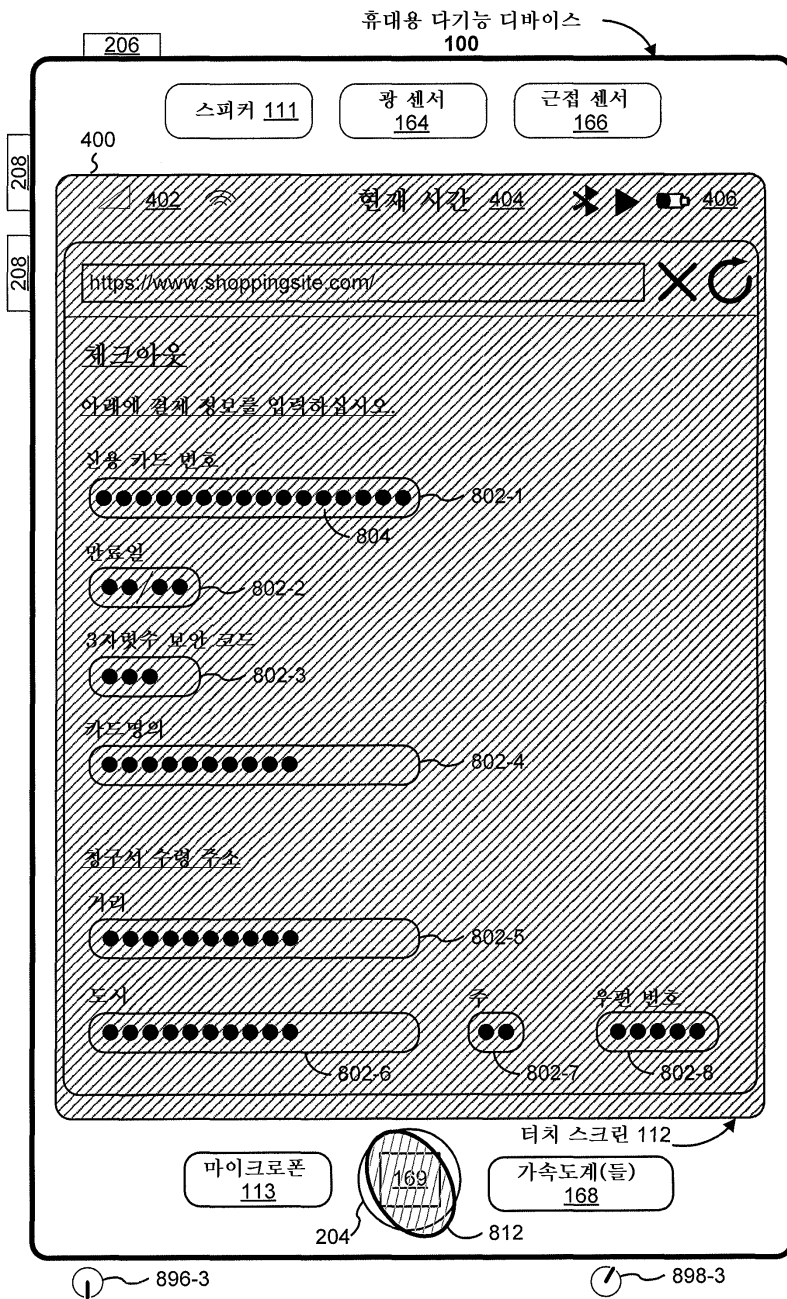 휴대용 다기능 디바이스
100
206
스피커 111
광 센서
164
근접 센서
166
208
400
402 현재 시간 404 406
208
https://www.shoppingsite.com/
체크아웃
아래에 결제 정보를 입력하십시오.
신용 카드 번호
802-1
804
만료일
/
802-2
3자릿수 보안 코드
802-3
카드명의
802-4
청구서 수령 주소
거리
802-5
도시 주 우편 번호
802-6 802-7 802-8
터치 스크린 112
마이크로폰
113
169
가속도계(들)
168
204 812
896-3 898-3